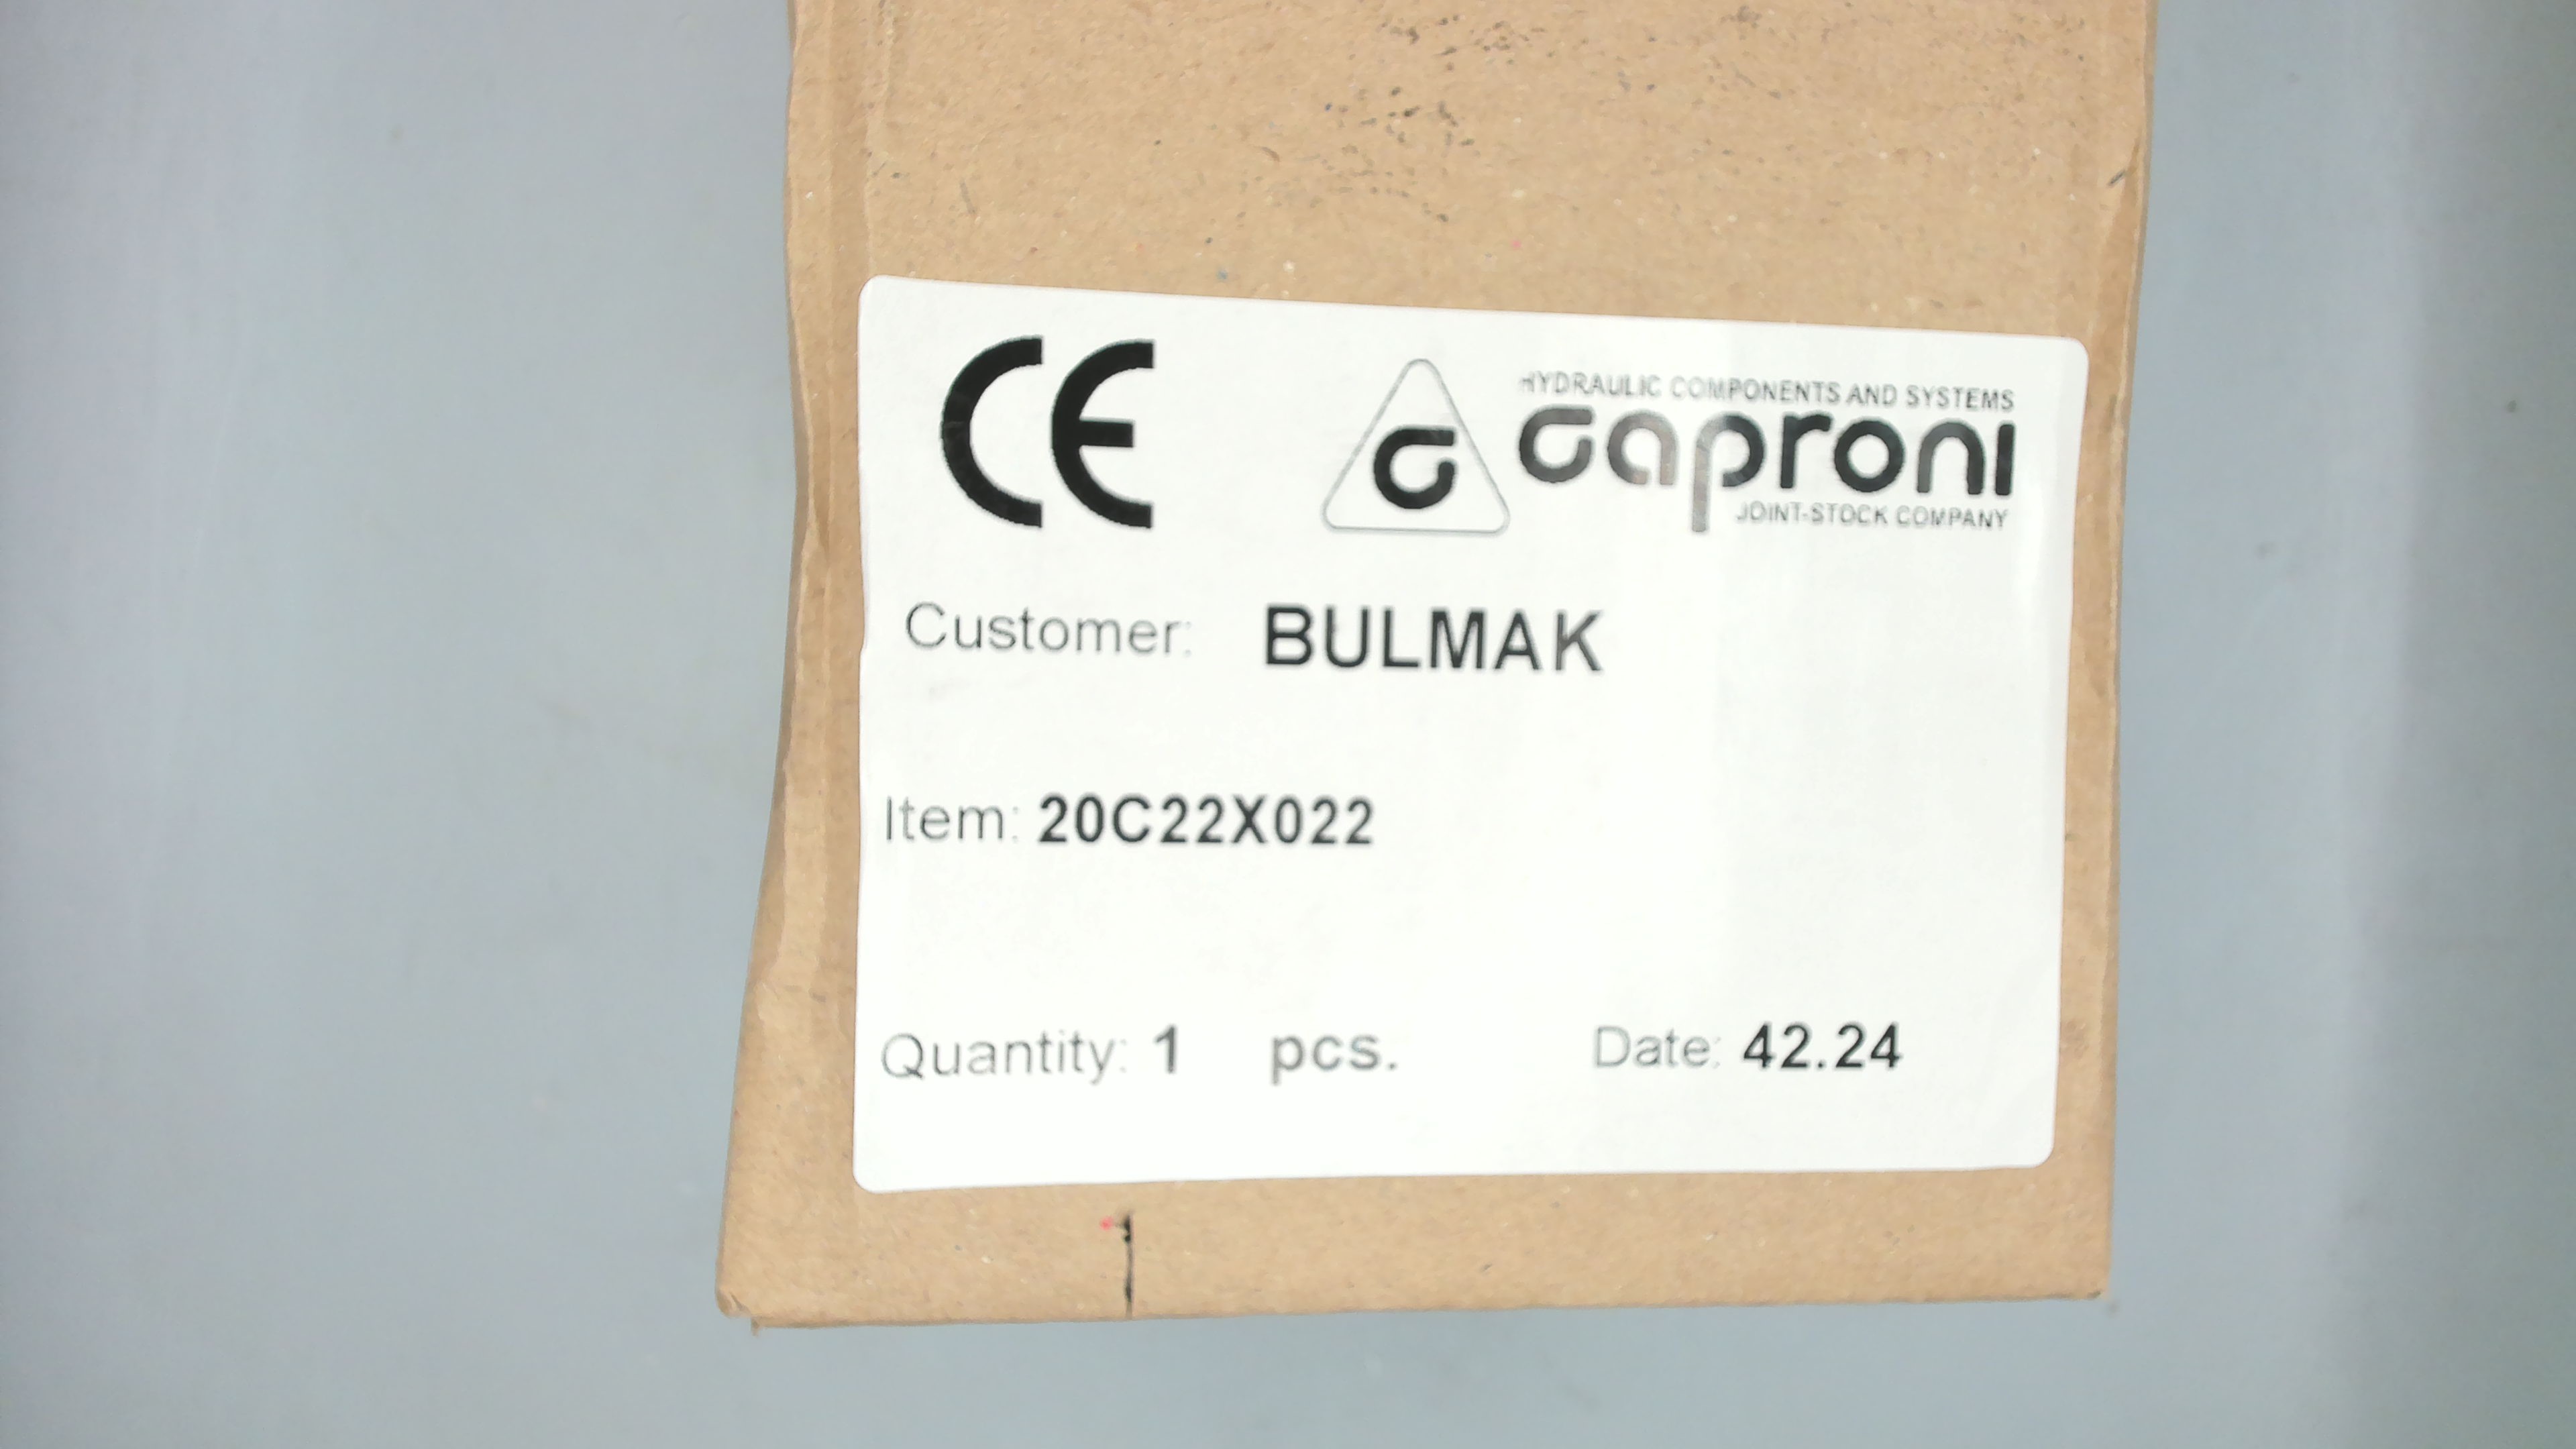 CE
HYDRAULIC COMPONENTS AND SYSTEMS
caproni
JOINT-STOCK COMPANY
Customer: BULMAK
Item: 20C22X022
Quantity: 1 pcs. Date: 42.24